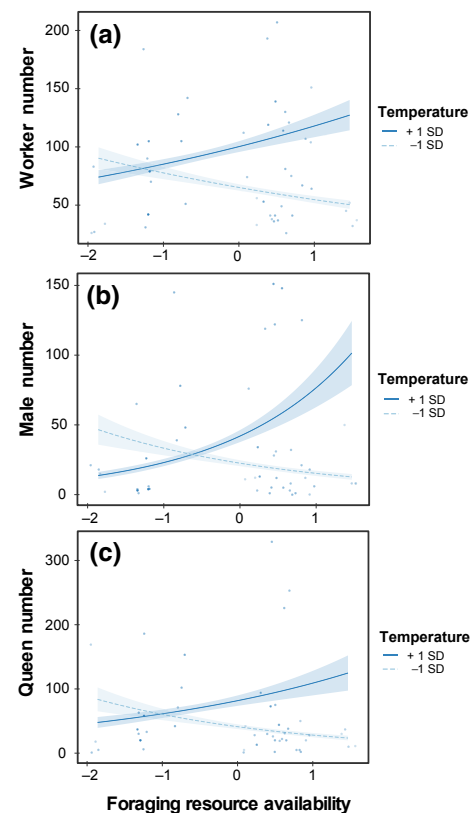 (a)
Worker number
200
150
100
50
−2
−1
0
1
Temperature
+ 1 SD
−1 SD
(b)
Male number
150
100
50
0
−2
−1
0
1
Temperature
+ 1 SD
−1 SD
(c)
Queen number
300
200
100
0
−2
−1
0
1
Temperature
+ 1 SD
−1 SD
Foraging resource availability